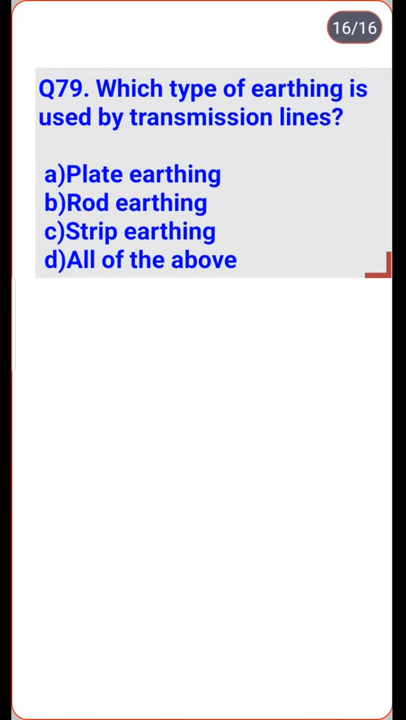 16/16
Q79. Which type of earthing is
used by transmission lines?
a)Plate earthing
b)Rod earthing
c)Strip earthing
d)All of the above